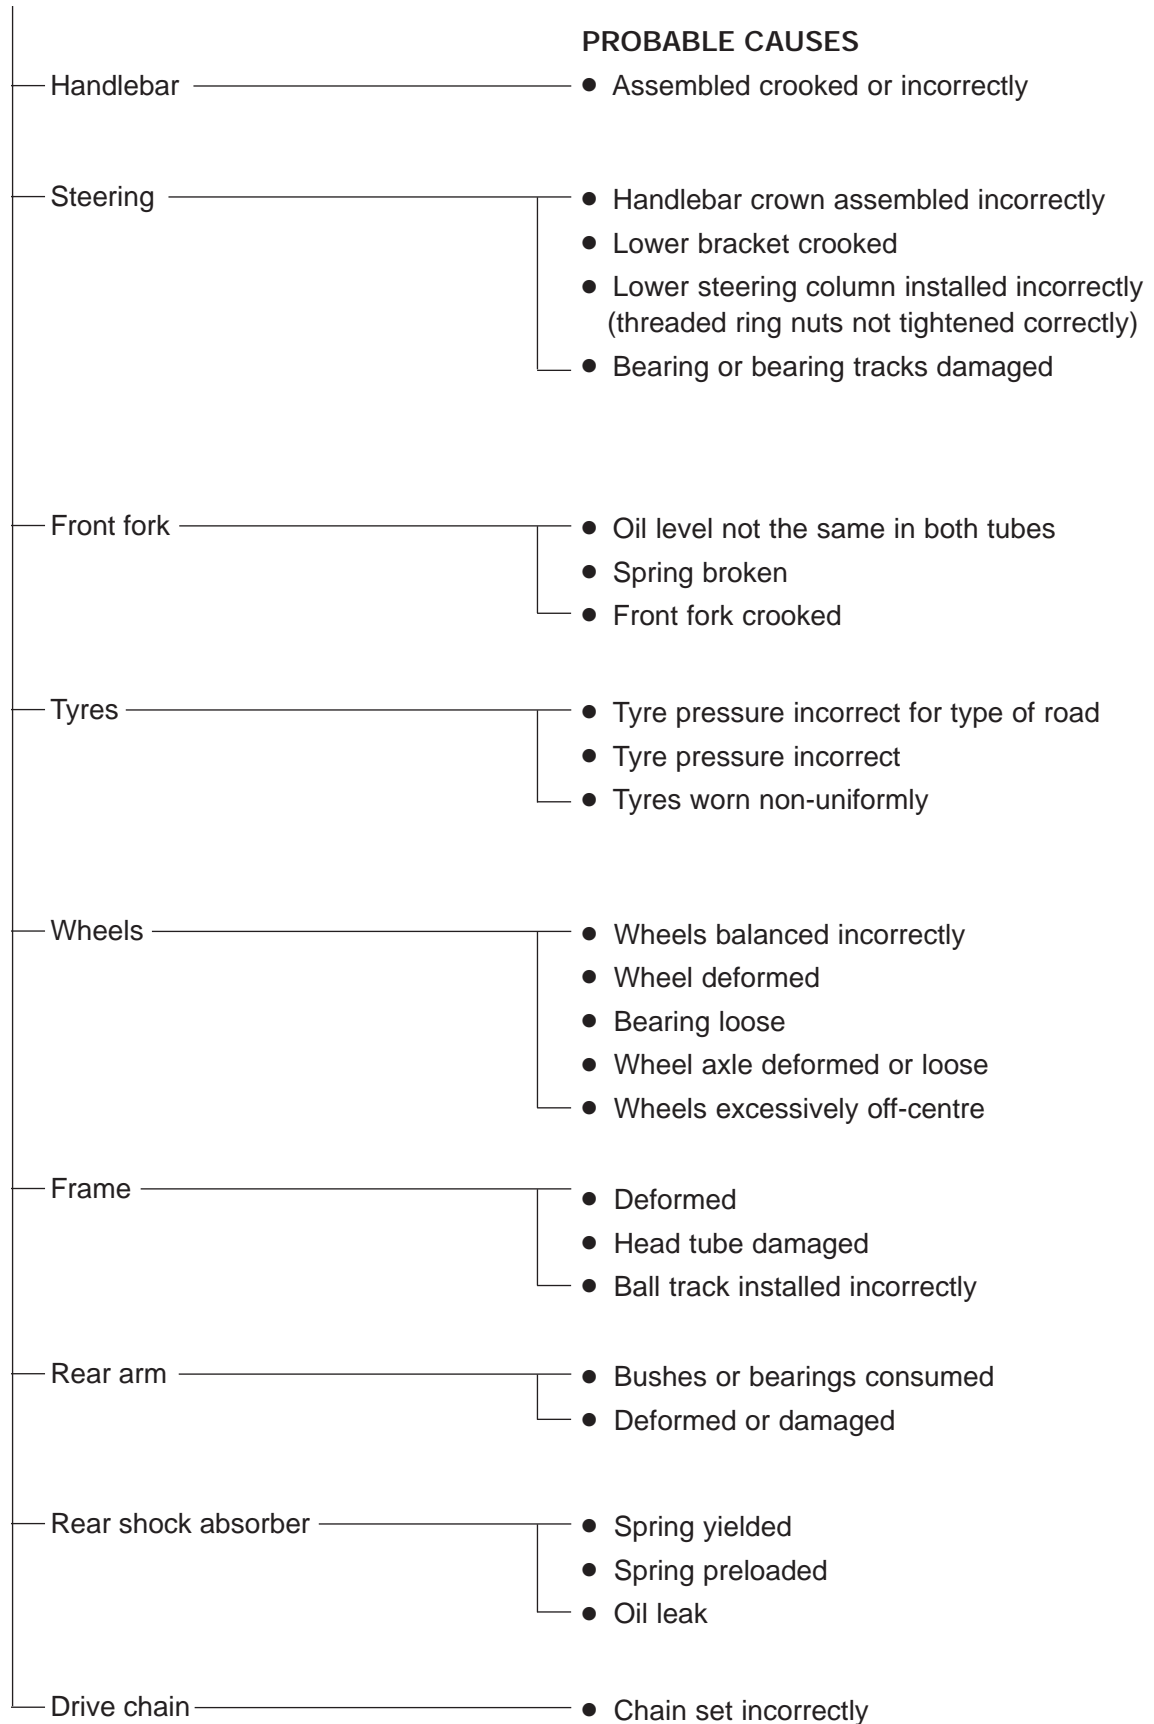 PROBABLE CAUSES
Handlebar ● Assembled crooked or incorrectly
Steering ● Handlebar crown assembled incorrectly
● Lower bracket crooked
● Lower steering column installed incorrectly
(threaded ring nuts not tightened correctly)
● Bearing or bearing tracks damaged
Front fork ● Oil level not the same in both tubes
● Spring broken
● Front fork crooked
Tyres ● Tyre pressure incorrect for type of road
● Tyre pressure incorrect
● Tyres worn non-uniformly
Wheels ● Wheels balanced incorrectly
● Wheel deformed
● Bearing loose
● Wheel axle deformed or loose
● Wheels excessively off-centre
Frame ● Deformed
● Head tube damaged
● Ball track installed incorrectly
Rear arm ● Bushes or bearings consumed
● Deformed or damaged
Rear shock absorber ● Spring yielded
● Spring preloaded
● Oil leak
Drive chain ● Chain set incorrectly